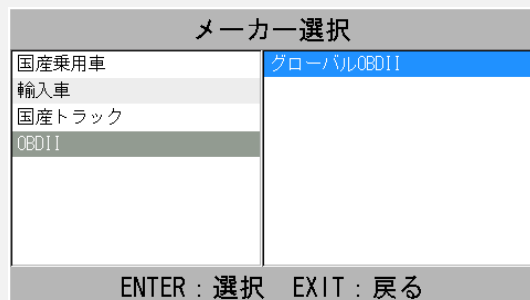 メーカー選択
国産乗用車
輸入車
国産トラック
OBDII
グローバルOBDII
ENTER：選択　EXIT：戻る